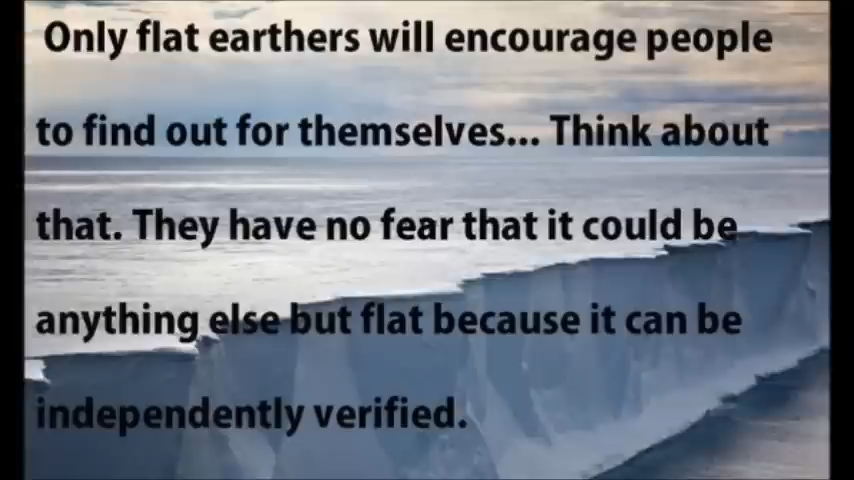 Only flat earthers will encourage people
to find out for themselves... Think about
that. They have no fear that it could be
anything else but flat because it can be
independently verified.